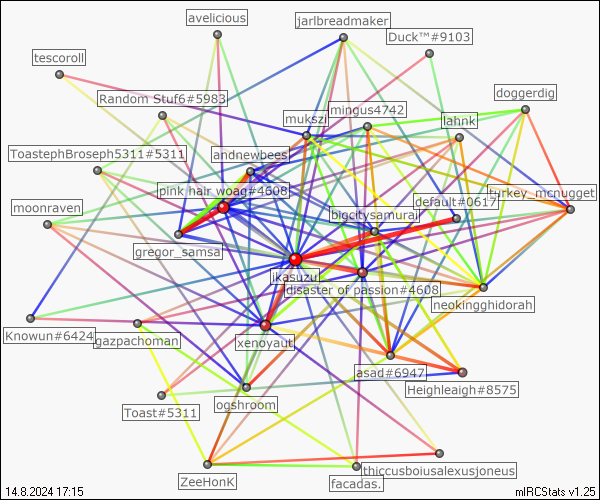 avelicious
jarlbreadmaker
Duck™#9103
tescoroll
doggerdig
Random Stuf6#5983
mingus4742
mukszi
lahnk
ToastephBroseph5311#5311
andnewbees
pink hair woag#4608
default#0617
turkey_mcnugget
moonraven
bigcitysamurai
gregor_samsa
ikasuzu
disaster of passion#4608
neokingghidorah
Knowun#6424
gazpachoman
xenoyaut
asad#6947
Heighleaigh#8575
Toast#5311
ogshroom
thiccusboiusalexusjoneus
ZeeHonK
facadas.
14.8.2024 17:15
mIRCStats v1.25